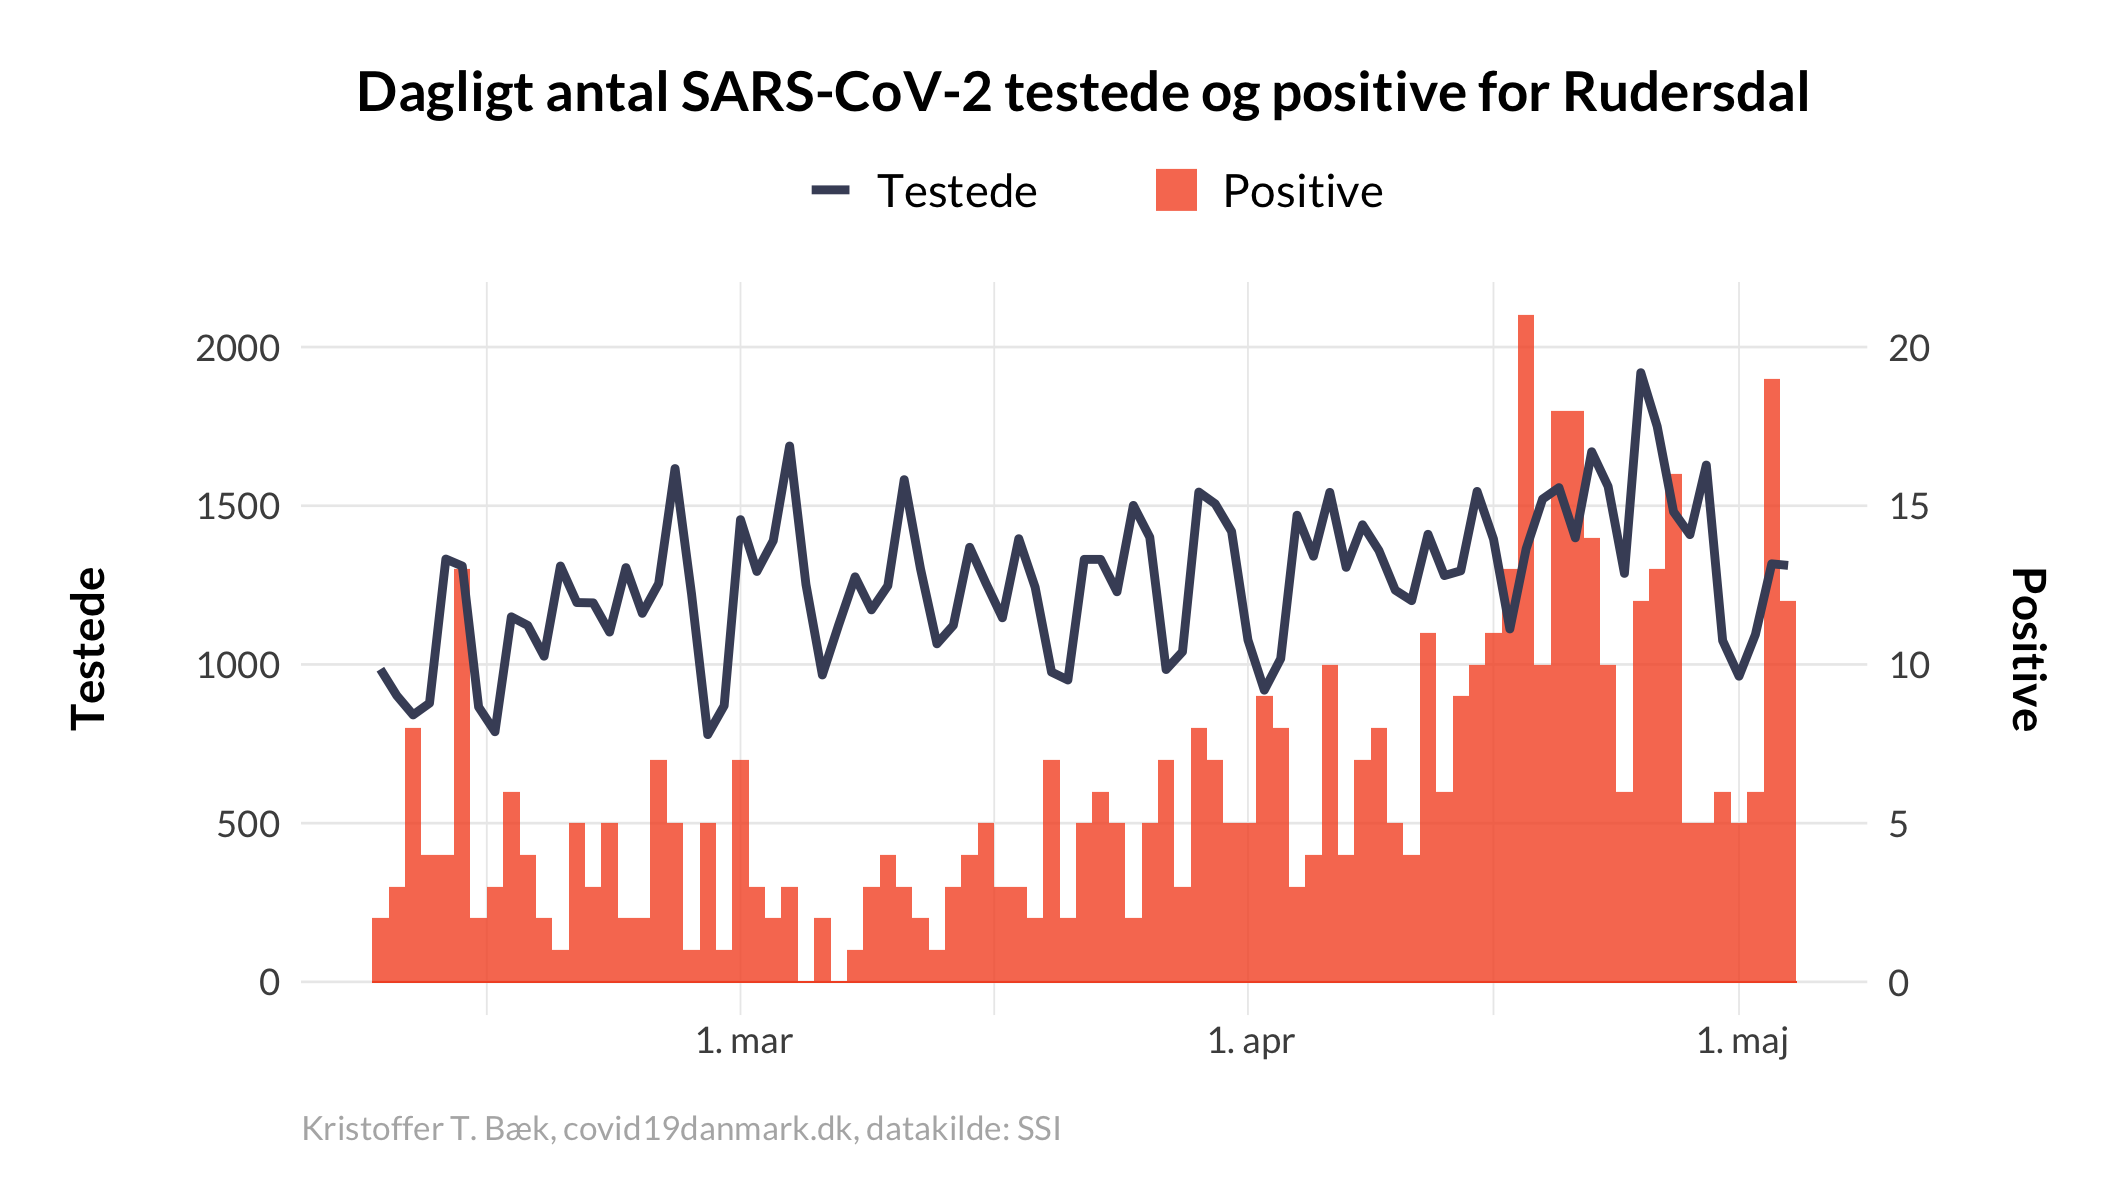 Dagligt antal SARS-CoV-2 testede og positive for Rudersdal
Testede
Positive
2000
1500
1000
500
0
Testede
20
15
10
5
0
Positive
1. mar
1. apr
1. maj
Kristoffer T. Bæk, covid19danmark.dk, datakilde: SSI